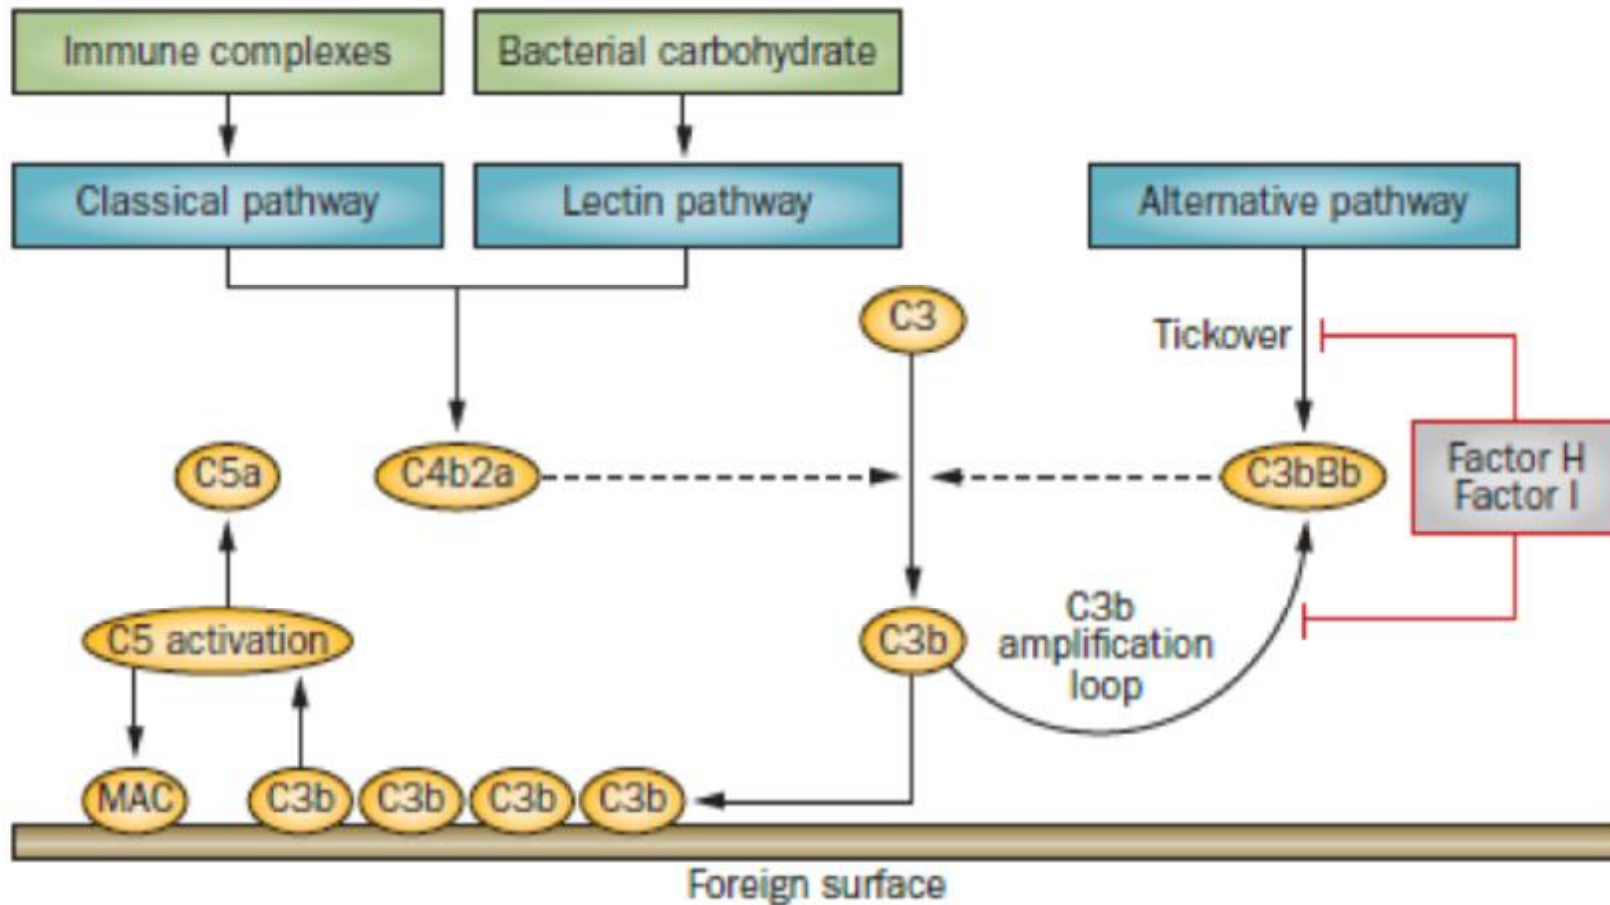 Immune complexes
Bacterial carbohydrate
Classical pathway
Lectin pathway
Alternative pathway
C3
Tickover
C5a
C4b2a
C3bBb
Factor H
Factor I
C5 activation
C3b
C3b
amplification
loop
MAC
C3b
C3b
C3b
C3b
Foreign surface